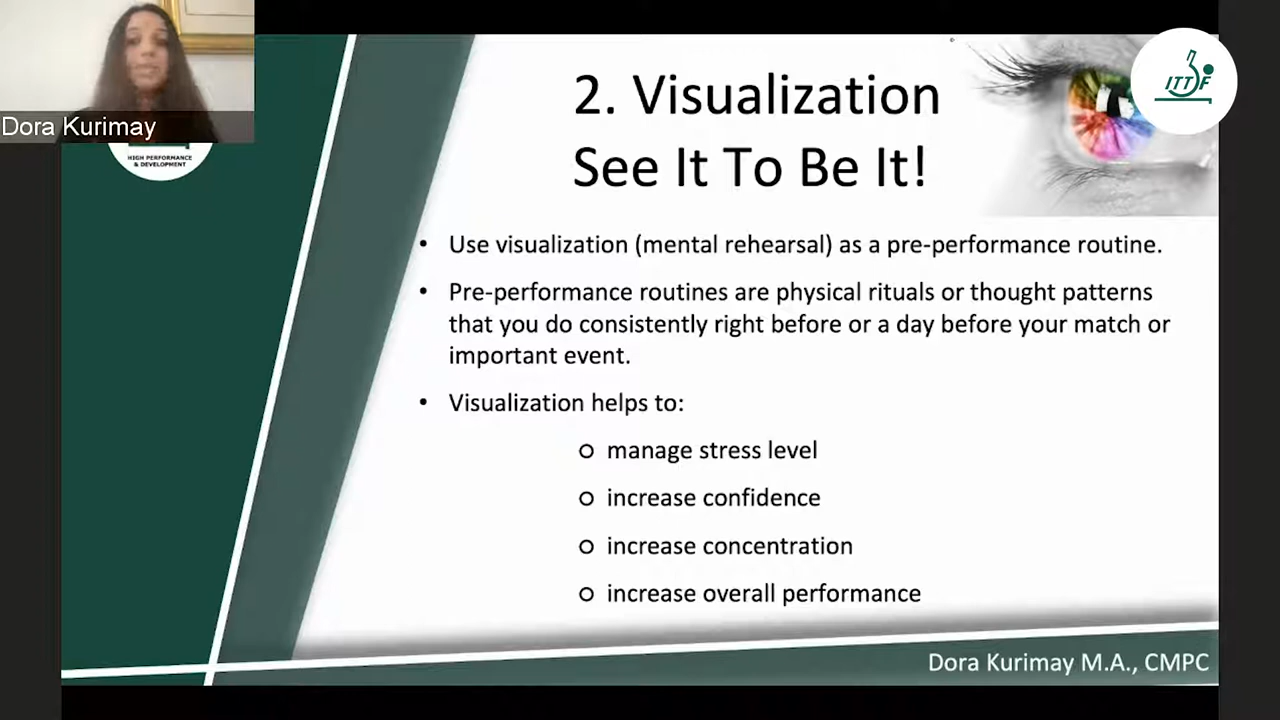 Dora Kurimay
HIGH PERFORMANCE
& DEVELOPMENT
ITTF
2. Visualization
See It To Be It!
• Use visualization (mental rehearsal) as a pre-performance routine.
• Pre-performance routines are physical rituals or thought patterns
that you do consistently right before or a day before your match or
important event.
• Visualization helps to:
o manage stress level
o increase confidence
o increase concentration
o increase overall performance
Dora Kurimay M.A., CMPC